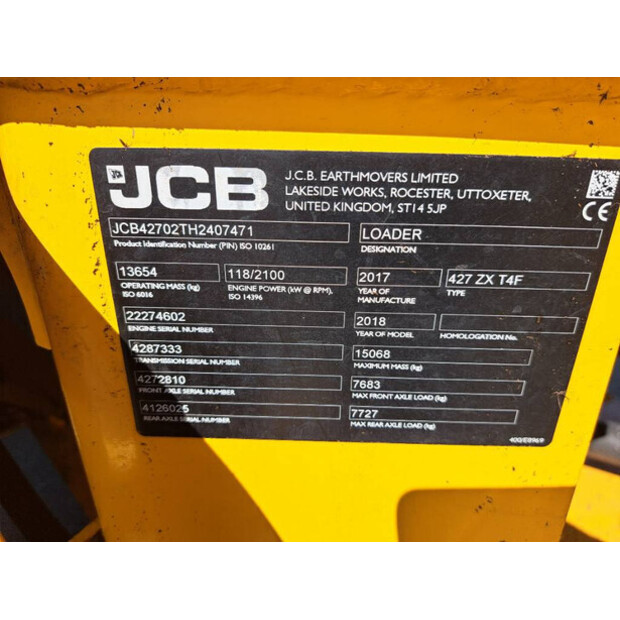 JCB
J.C.B. EARTHMOVERS LIMITED
LAKESIDE WORKS, ROCESTER, UTTOXETER,
UNITED KINGDOM, ST14 5JP
CE
JCB42702TH2407471
Product Identification Number (PIN) ISO 10261
LOADER
DESIGNATION
13654
OPERATING MASS (kg)
ISO 6016
118/2100
ENGINE POWER (kW @ RPM),
ISO 14396
2017
YEAR OF
MANUFACTURE
427 ZX T4F
TYPE
22274602
ENGINE SERIAL NUMBER
2018
YEAR OF MODEL
HOMOLOGATION No.
4287333
TRANSMISSION SERIAL NUMBER
15068
MAXIMUM MASS (kg)
4272810
FRONT AXLE SERIAL NUMBER
7683
MAX FRONT AXLE LOAD (kg)
4126025
REAR AXLE SERIAL NUMBER
7727
MAX REAR AXLE LOAD (kg)
400/E8969